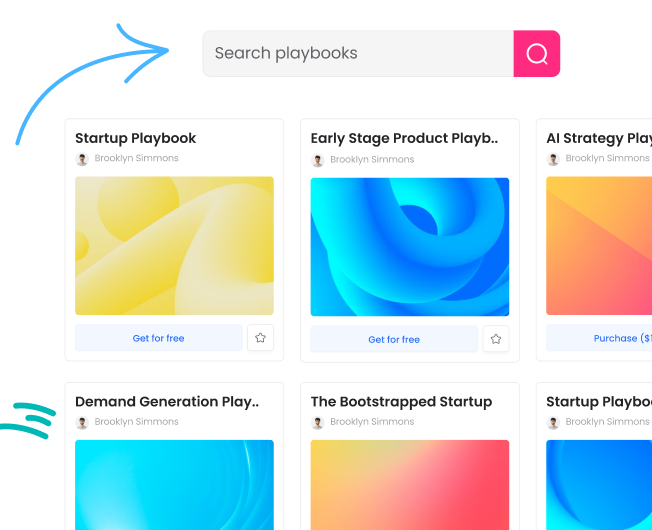 Search playbooks
Startup Playbook
Brooklyn Simmons
Early Stage Product Playb..
Brooklyn Simmons
AI Strategy Play
Brooklyn Simmons
Get for free
Get for free
Purchase ($1
Demand Generation Play..
Brooklyn Simmons
The Bootstrapped Startup
Brooklyn Simmons
Startup Playboo
Brooklyn Simmons